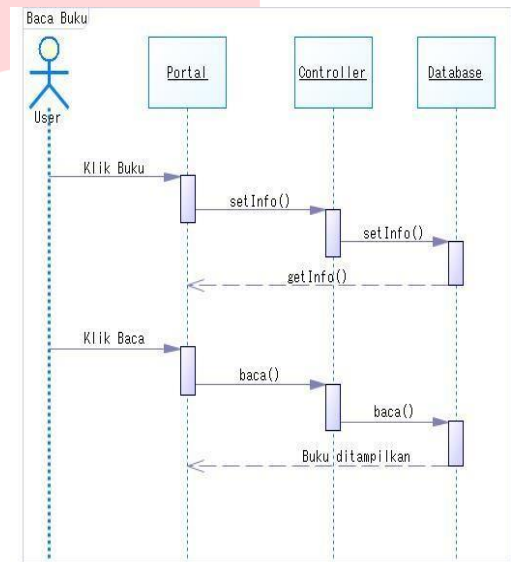 Baca Buku
Portal
Controller
Database
User
Klik Buku
setInfo()
setInfo()
getInfo()
Klik Baca
baca()
baca()
Buku ditampilkan